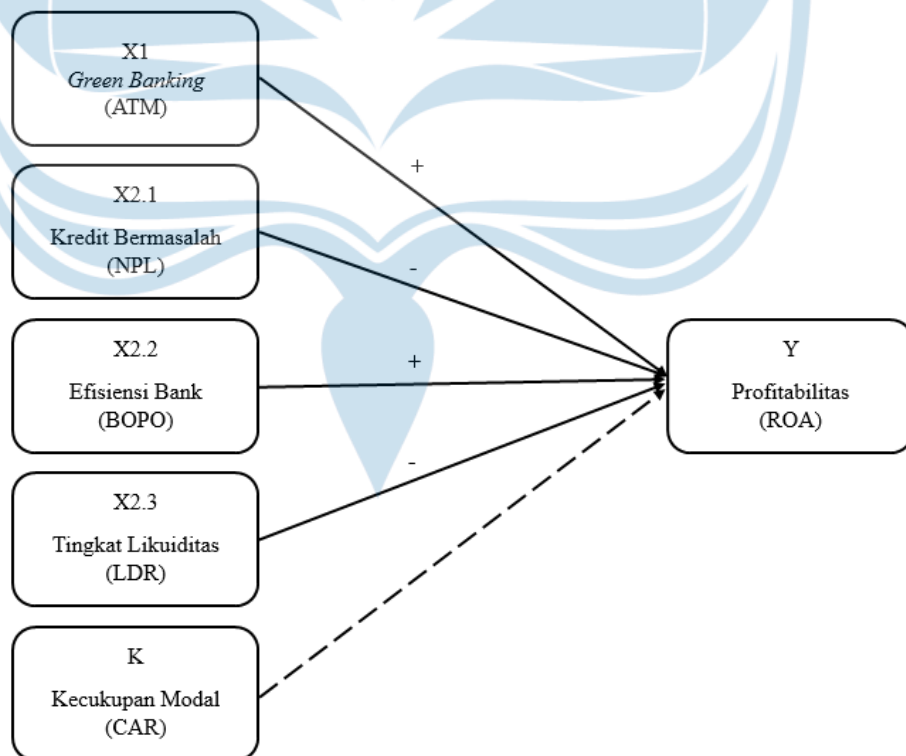 X1
Green Banking
(ATM)
+
X2.1
Kredit Bermasalah
(NPL)
-
X2.2
Efisiensi Bank
(BOPO)
+
Y
Profitabilitas
(ROA)
X2.3
Tingkat Likuiditas
(LDR)
-
K
Kecukupan Modal
(CAR)